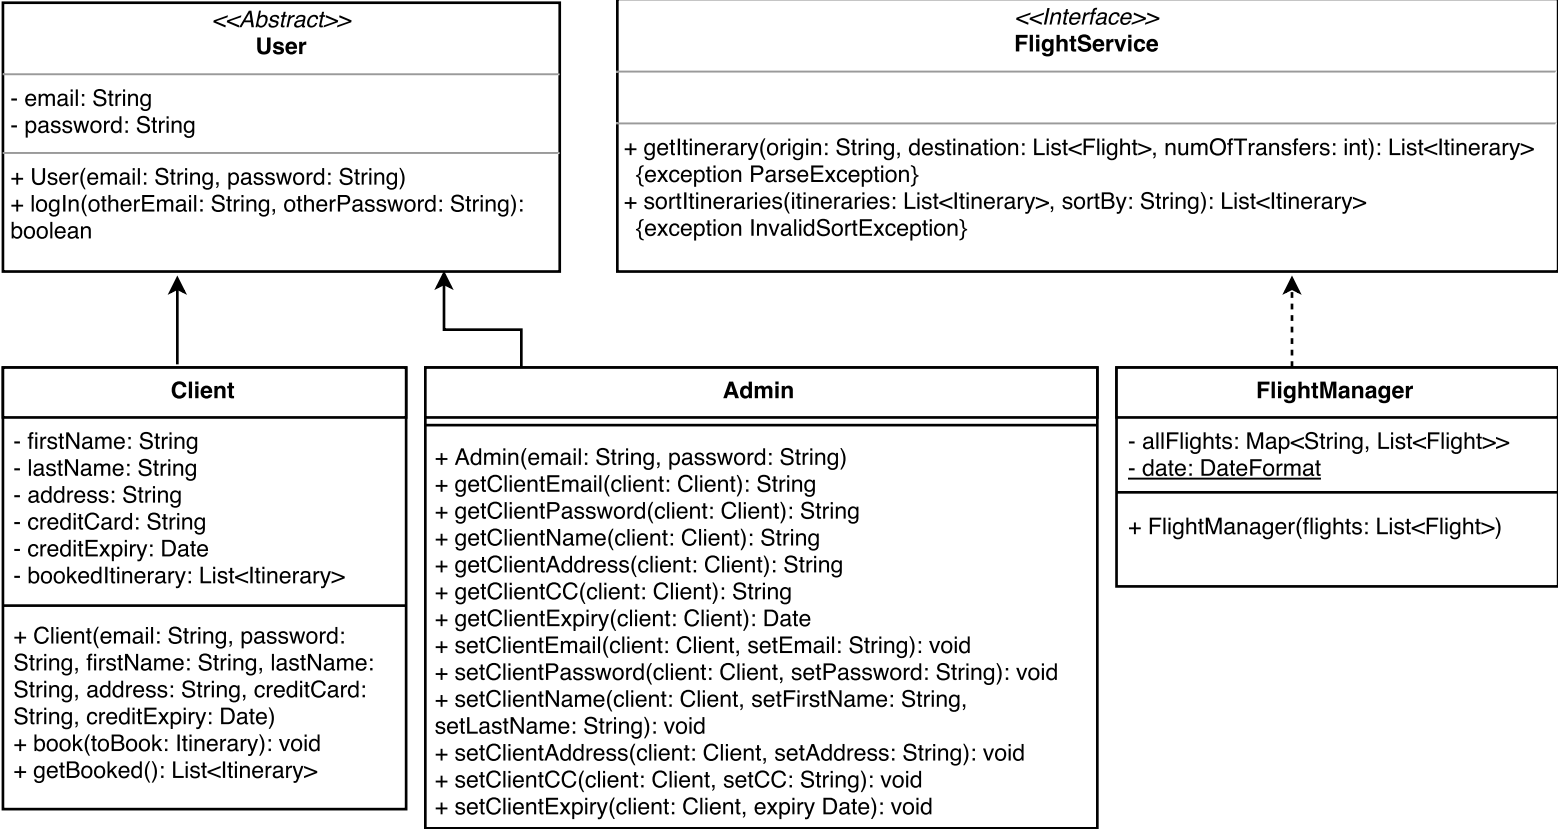 <<Abstract>>
User
- email: String
- password: String
+ User(email: String, password: String)
+ logIn(otherEmail: String, otherPassword: String):
boolean
<<Interface>>
FlightService
+ getItinerary(origin: String, destination: List<Flight>, numOfTransfers: int): List<Itinerary>
{exception ParseException}
+ sortItineraries(itineraries: List<Itinerary>, sortBy: String): List<Itinerary>
{exception InvalidSortException}
Client
- firstName: String
- lastName: String
- address: String
- creditCard: String
- creditExpiry: Date
- bookedItinerary: List<Itinerary>
+ Client(email: String, password:
String, firstName: String, lastName:
String, address: String, creditCard:
String, creditExpiry: Date)
+ book(toBook: Itinerary): void
+ getBooked(): List<Itinerary>
Admin
+ Admin(email: String, password: String)
+ getClientEmail(client: Client): String
+ getClientPassword(client: Client): String
+ getClientName(client: Client): String
+ getClientAddress(client: Client): String
+ getClientCC(client: Client): String
+ getClientExpiry(client: Client): Date
+ setClientEmail(client: Client, setEmail: String): void
+ setClientPassword(client: Client, setPassword: String): void
+ setClientName(client: Client, setFirstName: String,
setLastName: String): void
+ setClientAddress(client: Client, setAddress: String): void
+ setClientCC(client: Client, setCC: String): void
+ setClientExpiry(client: Client, expiry Date): void
FlightManager
- allFlights: Map<String, List<Flight>>
- date: DateFormat
+ FlightManager(flights: List<Flight>)